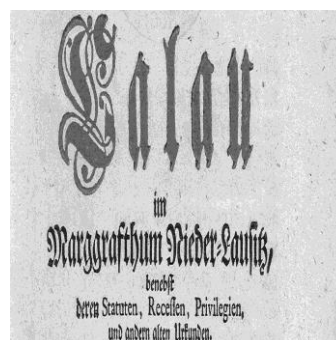 Calau
im
Marggrafthum Nieder-Lausitz,
benebst
deren Statuten, Recessen, Privilegien,
und andern alten Urkunden.